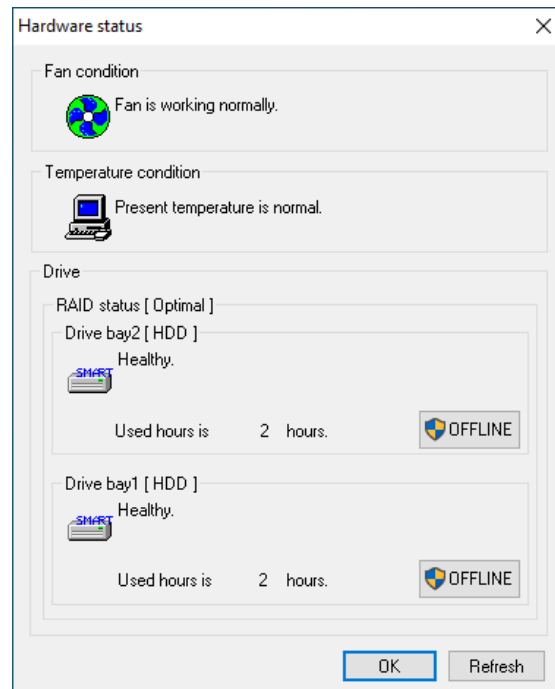 Hardware status
Fan condition
Fan is working normally.
Temperature condition
Present temperature is normal.
Drive
RAID status [ Optimal ]
Drive bay2 [ HDD ]
Healthy.
SMART
Used hours is 2 hours.
OFFLINE
Drive bay1 [ HDD ]
Healthy.
SMART
Used hours is 2 hours.
OFFLINE
OK
Refresh